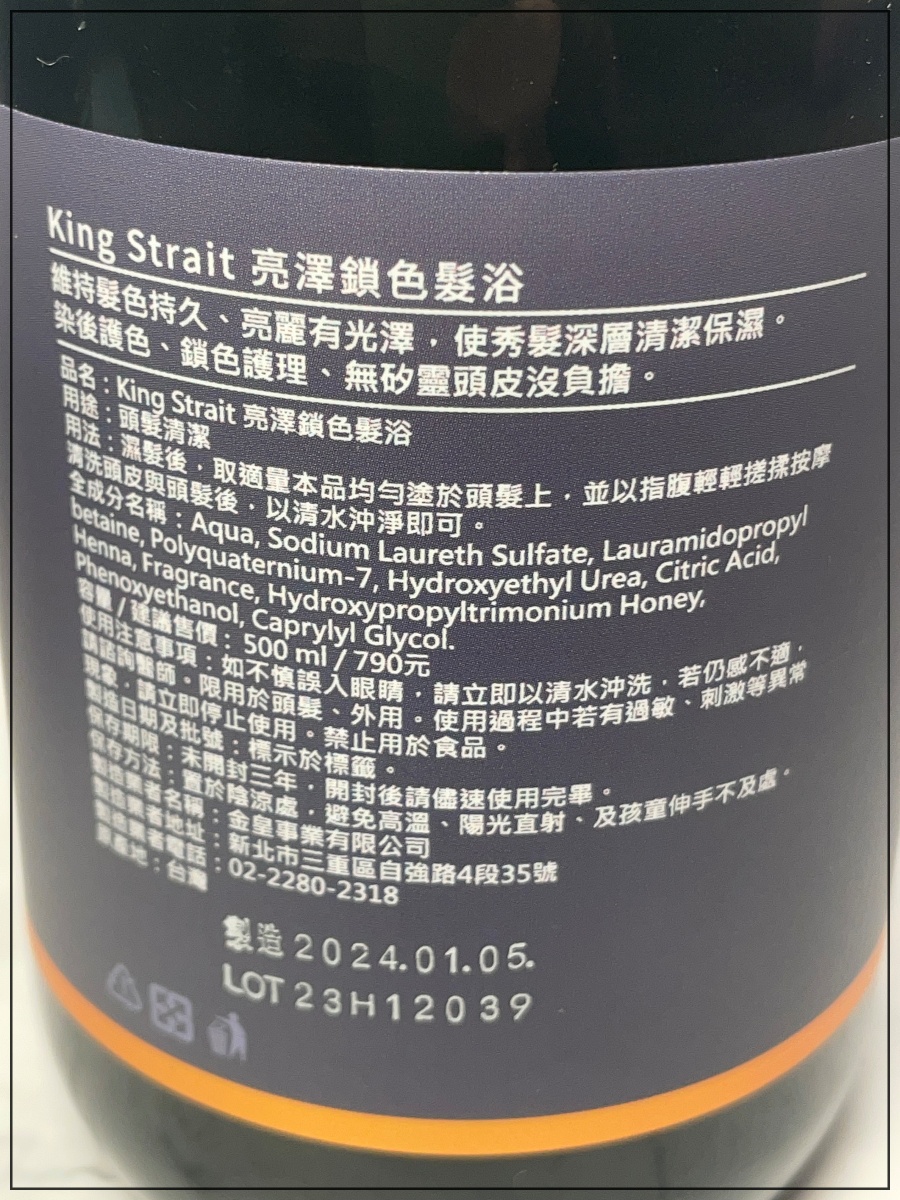 King Strait 亮澤鎖色髮浴
維持髮色持久、亮麗有光澤，使秀髮深層清潔保濕。
染後護色、鎖色護理、無矽靈頭皮沒負擔。
品名：King Strait 亮澤鎖色髮浴
用途：頭髮清潔
用法：濕髮後，取適量本品均勻塗於頭髮上，並以指腹輕輕搓揉按摩
清洗頭皮與頭髮後，以清水沖淨即可。
全成分名稱：Aqua, Sodium Laureth Sulfate, Lauramidopropyl
betaine, Polyquaternium-7, Hydroxyethyl Urea, Citric Acid,
Henna, Fragrance, Hydroxypropyltrimonium Honey,
Phenoxyethanol, Caprylyl Glycol.
容量 / 建議售價：500 ml / 790元
使用注意事項：如不慎誤入眼睛，請立即以清水沖洗，若仍感不適，
請諮詢醫師。限用於頭髮、外用。使用過程中若有過敏、刺激等異常
現象，請立即停止使用。禁止用於食品。
製造日期及批號：標示於標籤。
保存期限：未開封三年，開封後請儘速使用完畢。
保存方法：置於陰涼處，避免高溫、陽光直射、及孩童伸手不及處。
製造業者名稱：金皇事業有限公司
製造業者地址：新北市三重區自強路4段35號
製造業者電話：02-2280-2318
原產地：台灣
製造 2024.01.05.
LOT 23H12039